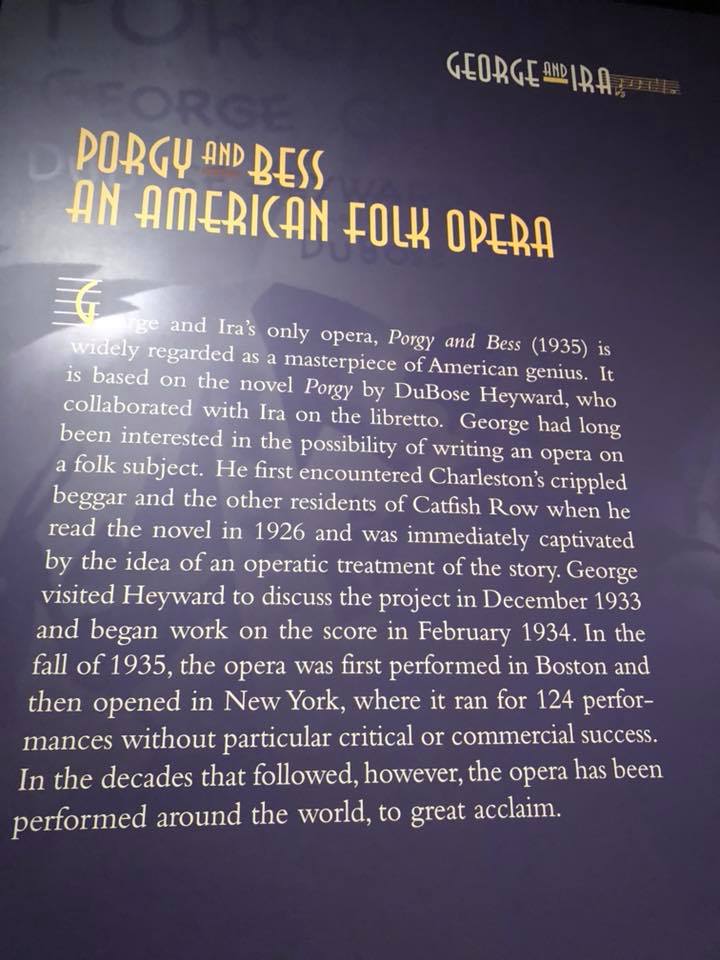 GEORGE AND IRA
PORGY AND BESS
AN AMERICAN FOLK OPERA
George and Ira's only opera, Porgy and Bess (1935) is
widely regarded as a masterpiece of American genius. It
is based on the novel Porgy by DuBose Heyward, who
collaborated with Ira on the libretto. George had long
been interested in the possibility of writing an opera on
a folk subject. He first encountered Charleston's crippled
beggar and the other residents of Catfish Row when he
read the novel in 1926 and was immediately captivated
by the idea of an operatic treatment of the story. George
visited Heyward to discuss the project in December 1933
and began work on the score in February 1934. In the
fall of 1935, the opera was first performed in Boston and
then opened in New York, where it ran for 124 perfor-
mances without particular critical or commercial success.
In the decades that followed, however, the opera has been
performed around the world, to great acclaim.